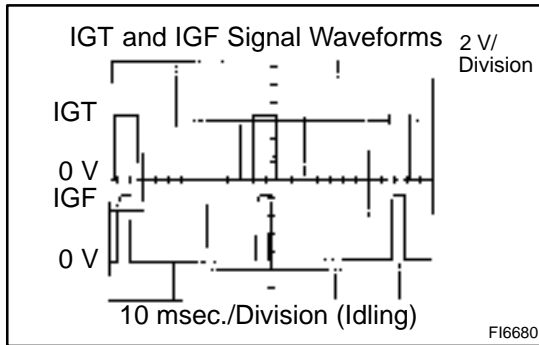 IGT and IGF Signal Waveforms
2 V/
Division
IGT
0 V
IGF
0 V
10 msec./Division (Idling)
FI6680